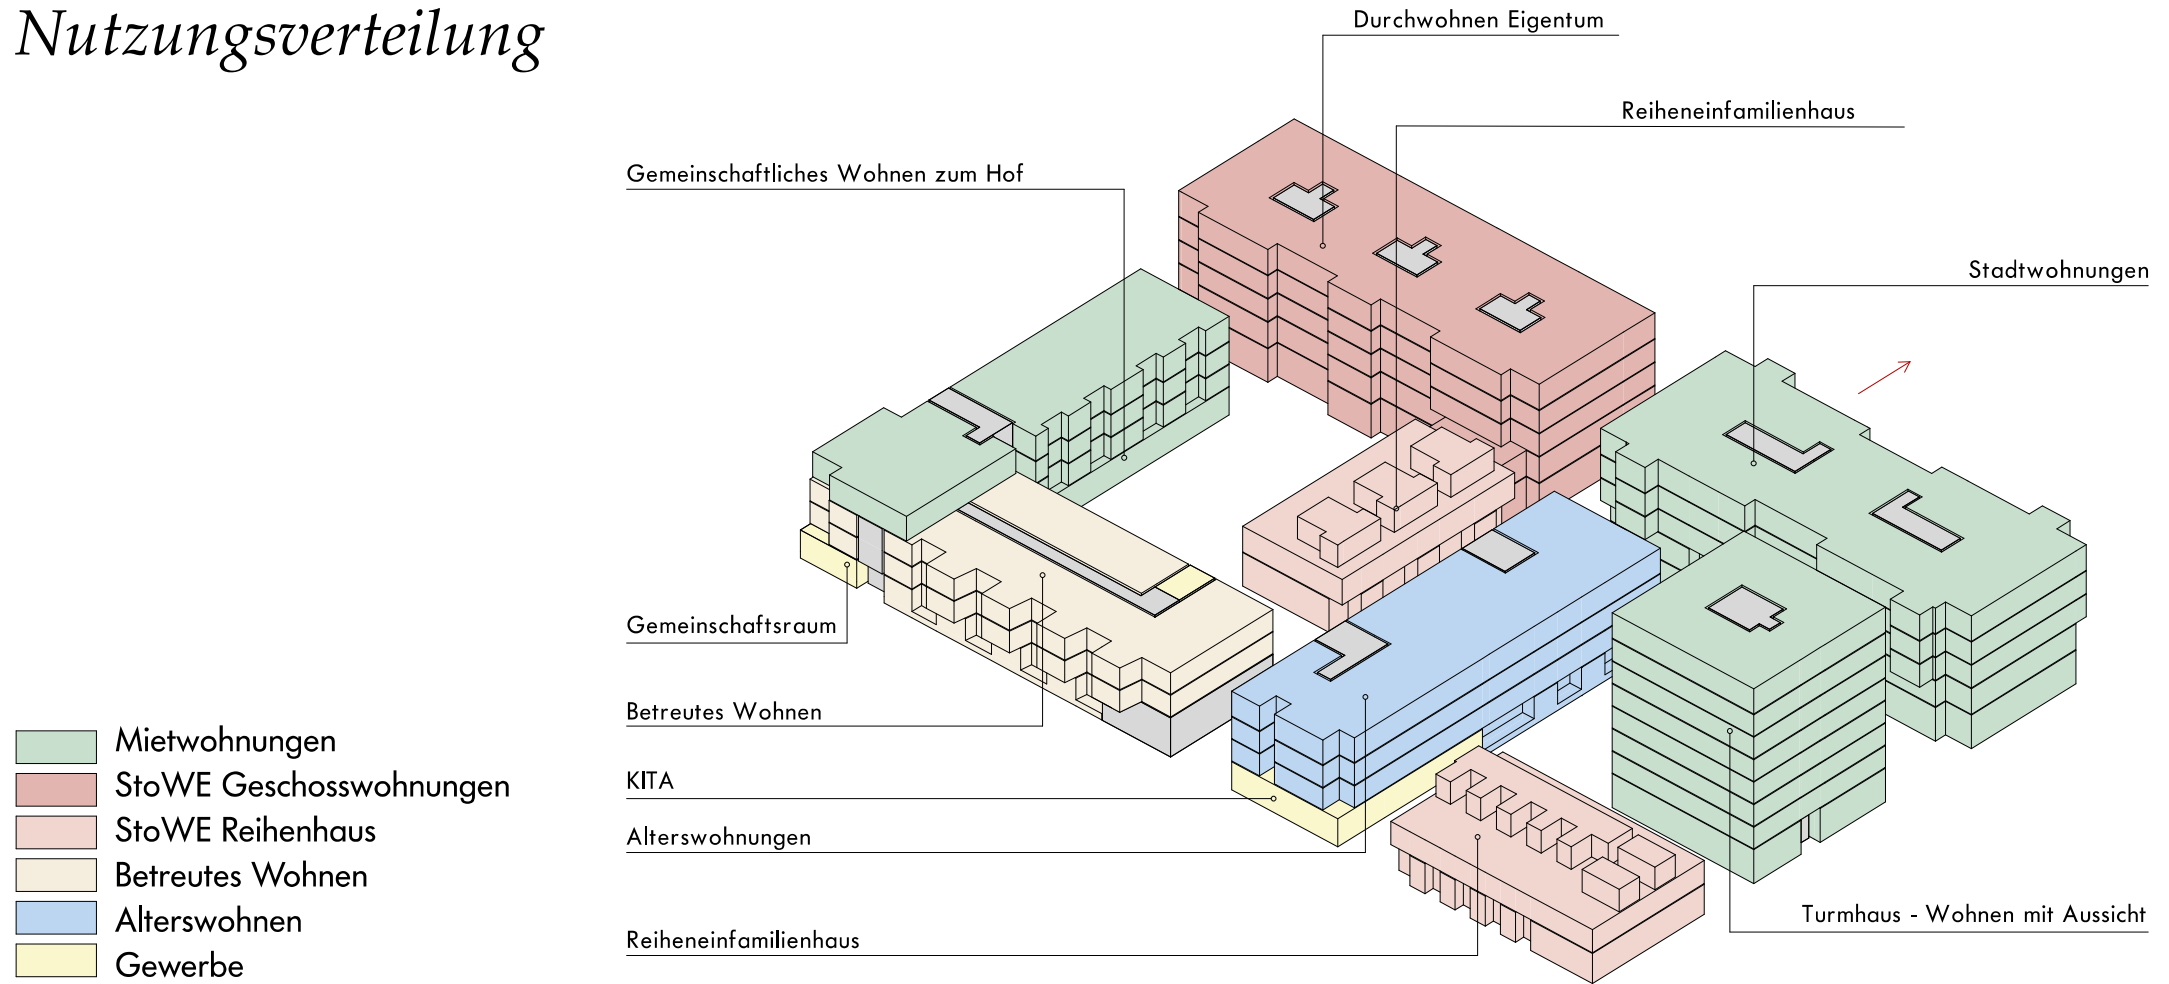 Nutzungsverteilung
Durchwohnen Eigentum
Reiheneinfamilienhaus
Gemeinschaftliches Wohnen zum Hof
Stadtwohnungen
Gemeinschaftsraum
Betreutes Wohnen
KITA
Alterswohnungen
Reiheneinfamilienhaus
Turmhaus - Wohnen mit Aussicht
Mietwohnungen
StoWE Geschosswohnungen
StoWE Reihenhaus
Betreutes Wohnen
Alterswohnen
Gewerbe